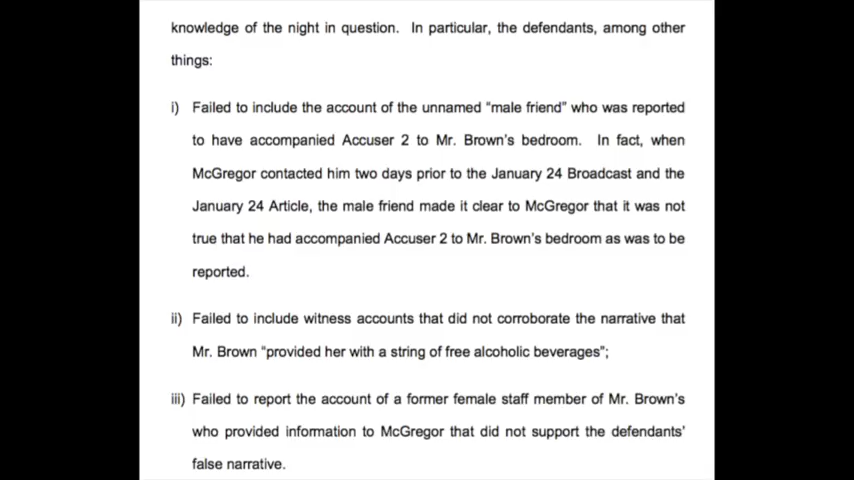 knowledge of the night in question. In particular, the defendants, among other
things:
i) Failed to include the account of the unnamed “male friend” who was reported
to have accompanied Accuser 2 to Mr. Brown’s bedroom. In fact, when
McGregor contacted him two days prior to the January 24 Broadcast and the
January 24 Article, the male friend made it clear to McGregor that it was not
true that he had accompanied Accuser 2 to Mr. Brown’s bedroom as was to be
reported.
ii) Failed to include witness accounts that did not corroborate the narrative that
Mr. Brown “provided her with a string of free alcoholic beverages”;
iii) Failed to report the account of a former female staff member of Mr. Brown’s
who provided information to McGregor that did not support the defendants’
false narrative.